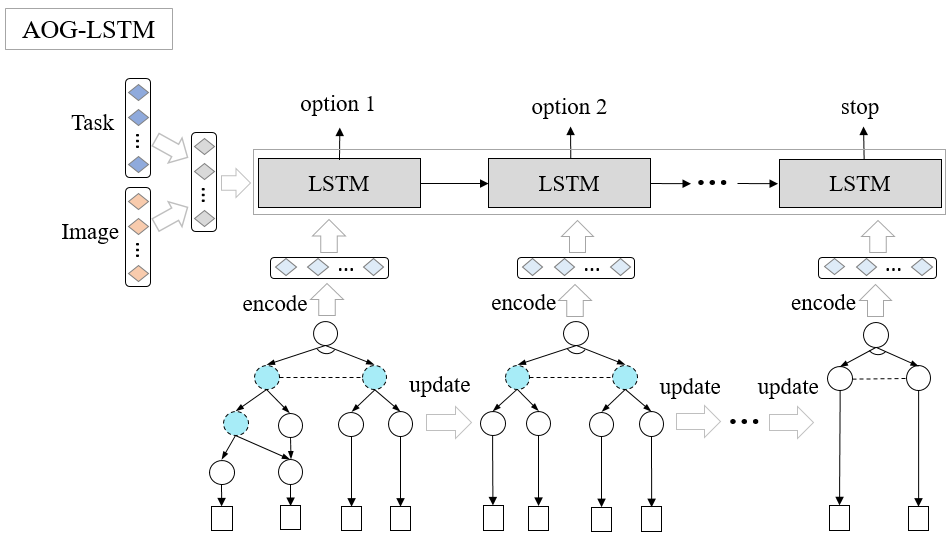 AOG-LSTM
Task
Image
option 1
option 2
stop
LSTM
LSTM
...
LSTM
...
...
...
encode
encode
encode
update
update
...
update